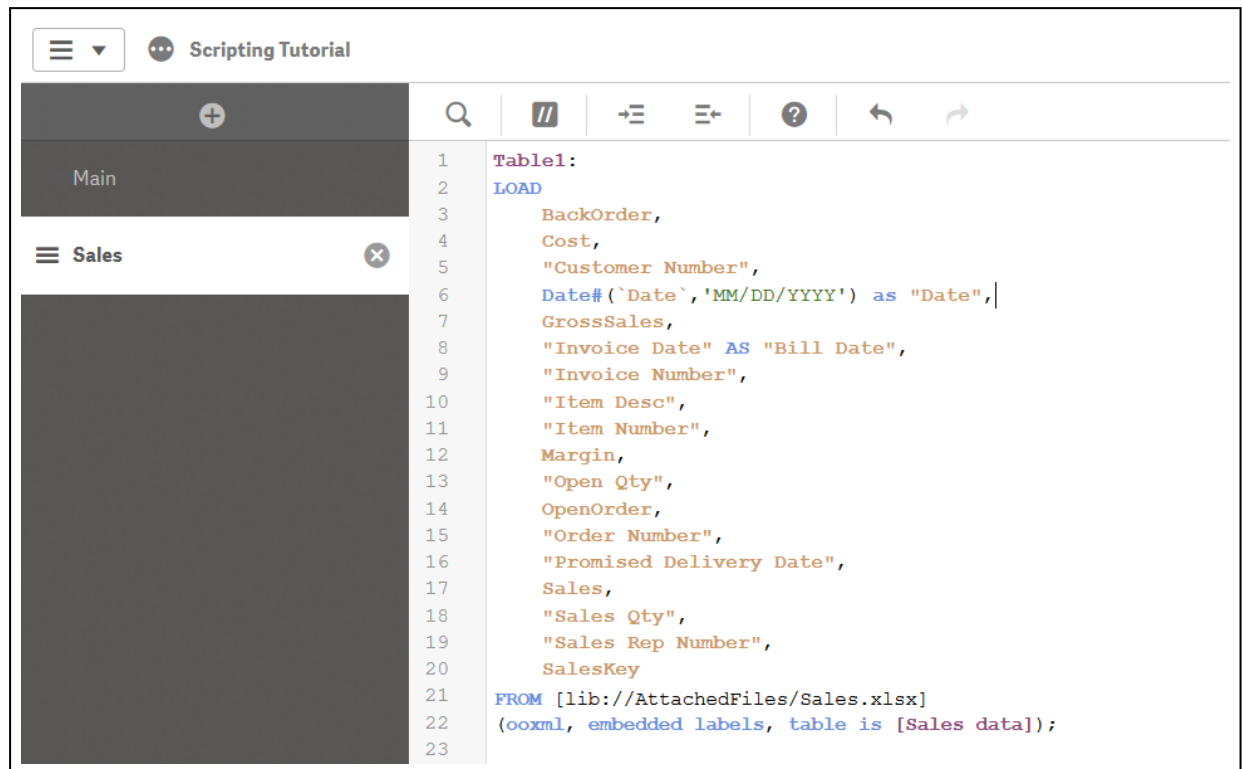 Scripting Tutorial
Main
Sales
1 Table1:
2 LOAD
3 BackOrder,
4 Cost,
5 "Customer Number",
6 Date#(`Date`,'MM/DD/YYYY') as "Date",
7 GrossSales,
8 "Invoice Date" AS "Bill Date",
9 "Invoice Number",
10 "Item Desc",
11 "Item Number",
12 Margin,
13 "Open Qty",
14 OpenOrder,
15 "Order Number",
16 "Promised Delivery Date",
17 Sales,
18 "Sales Qty",
19 "Sales Rep Number",
20 SalesKey
21 FROM [lib://AttachedFiles/Sales.xlsx]
22 (ooxml, embedded labels, table is [Sales data]);
23